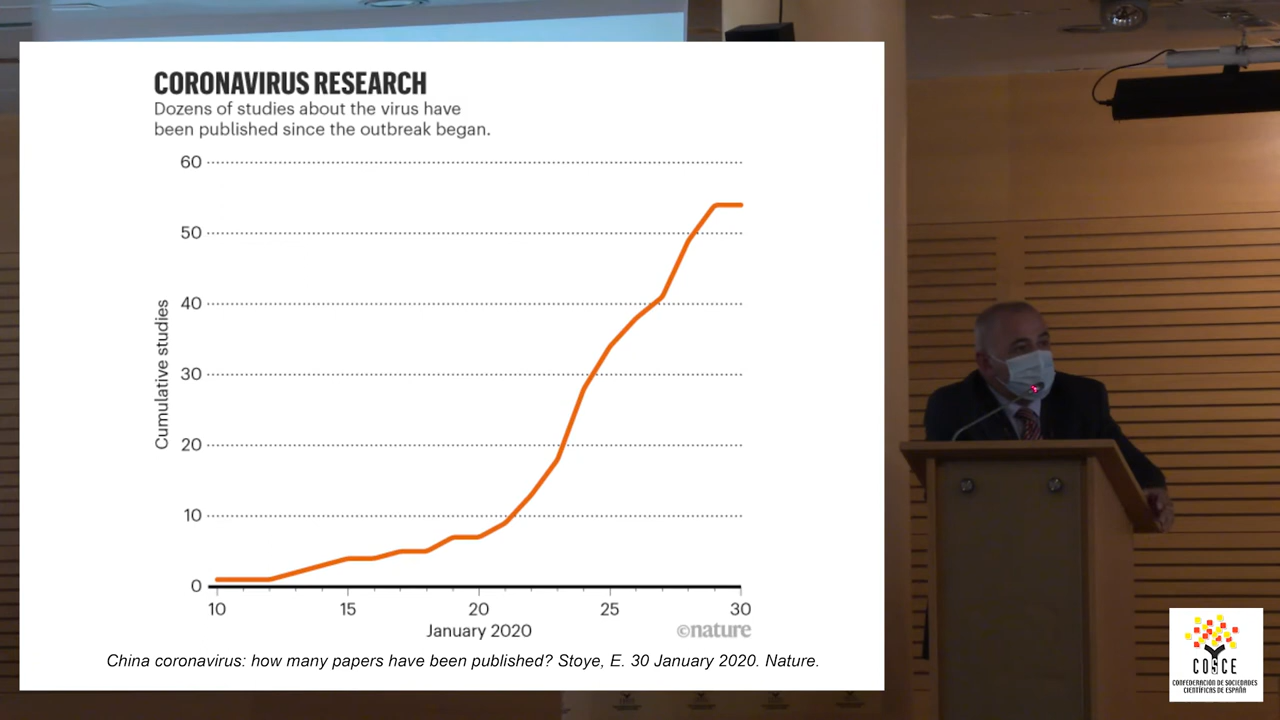 CORONAVIRUS RESEARCH
Dozens of studies about the virus have
been published since the outbreak began.
60
50
40
30
20
10
0
Cumulative studies
10 15 20 25 30
January 2020
©nature
China coronavirus: how many papers have been published? Stoye, E. 30 January 2020. Nature.
COSCE
CONFEDERACIÓN DE SOCIEDADES
CIENTÍFICAS DE ESPAÑA